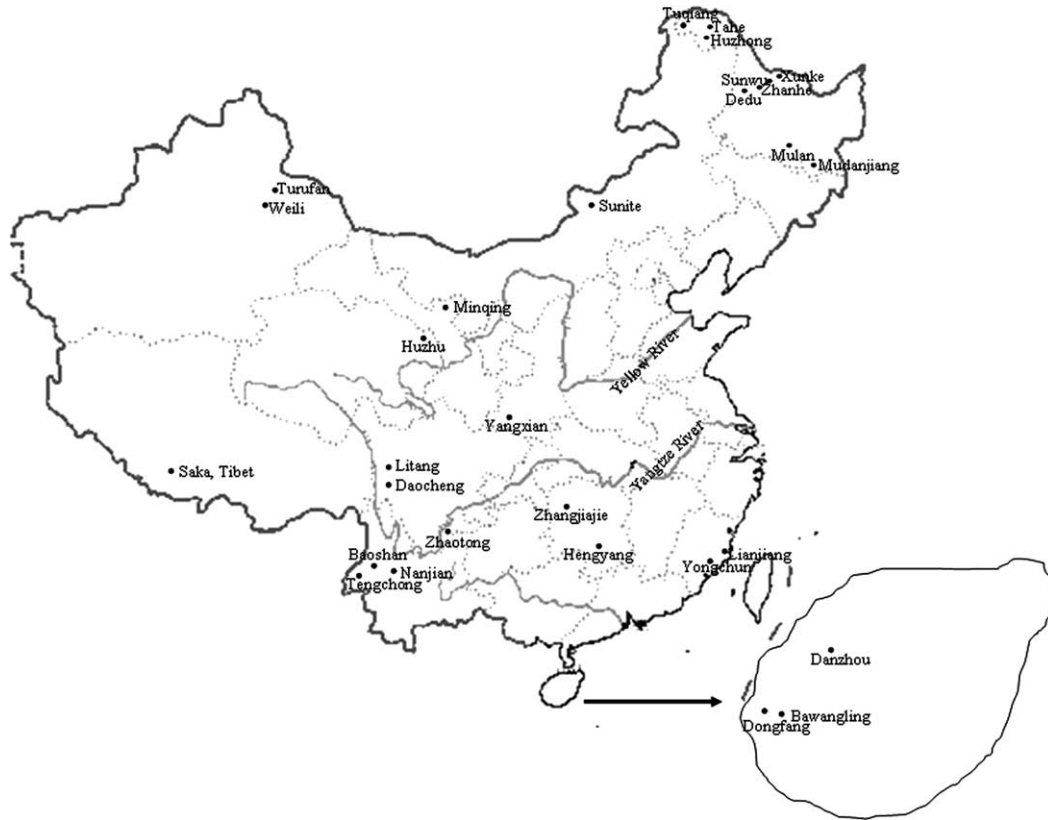 Tuqiang
Tahe
Huzhong
Sunwu
Xunke
Zhanhe
Dedu
Mulan
Mudanjiang
Turufan
Weili
Sunite
Minqing
Huzhu
Yellow River
Yangxian
Yangtze River
Litang
Saka, Tibet
Daocheng
Zhangjiajie
Zhaotong
Hengyang
Lianjiang
Baoshan
Yongchun
Nanjian
Tengchong
Danzhou
Bawangling
Dongfang